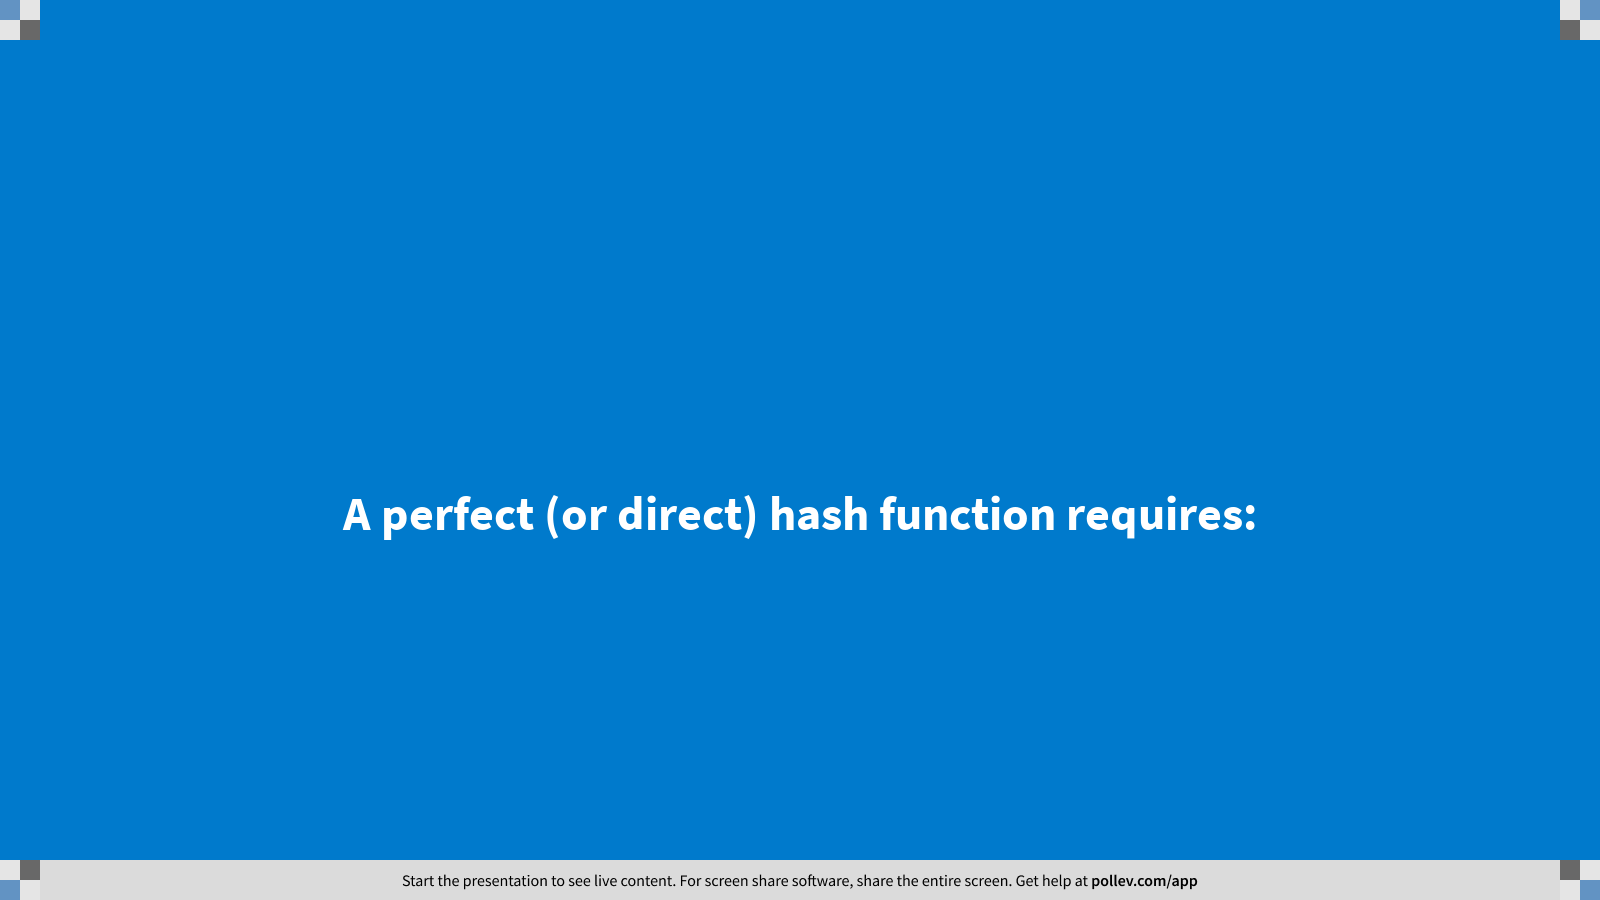 A perfect (or direct) hash function requires:
Start the presentation to see live content. For screen share software, share the entire screen. Get help at pollev.com/app